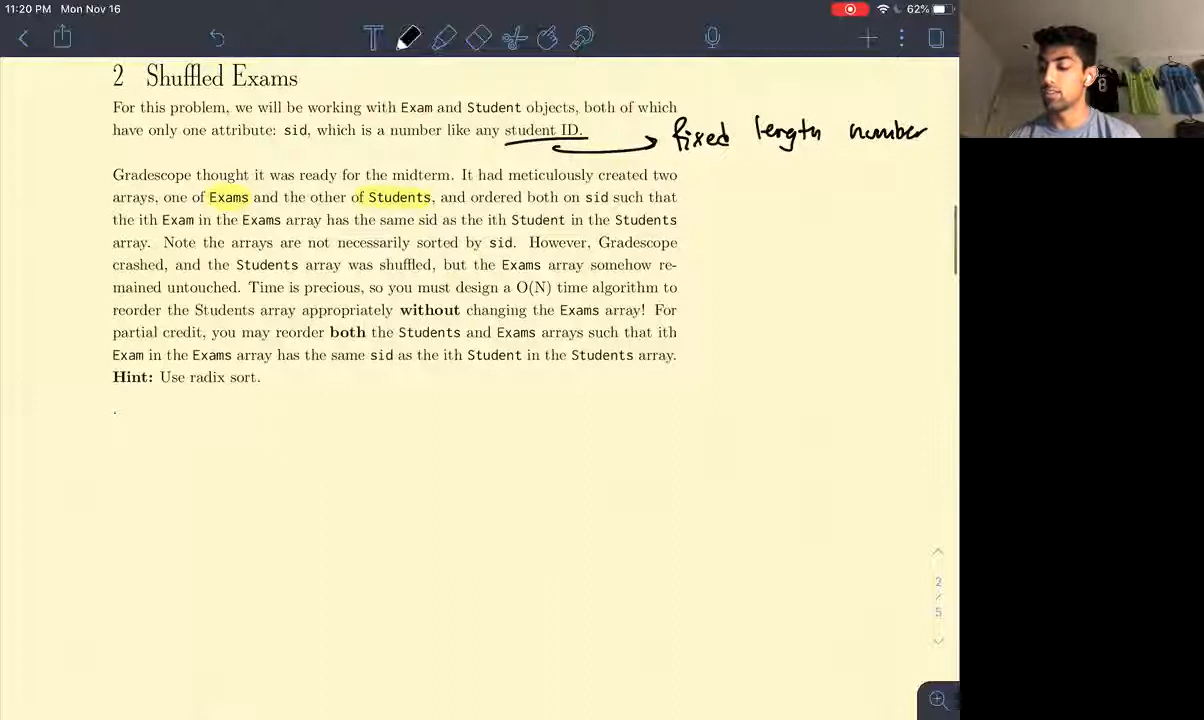 11:20 PM Mon Nov 16
62%
2 Shuffled Exams
For this problem, we will be working with Exam and Student objects, both of which
have only one attribute: sid, which is a number like any student ID.
fixed length number
Gradescope thought it was ready for the midterm. It had meticulously created two
arrays, one of Exams and the other of Students, and ordered both on sid such that
the ith Exam in the Exams array has the same sid as the ith Student in the Students
array. Note the arrays are not necessarily sorted by sid. However, Gradescope
crashed, and the Students array was shuffled, but the Exams array somehow re-
mained untouched. Time is precious, so you must design a O(N) time algorithm to
reorder the Students array appropriately without changing the Exams array! For
partial credit, you may reorder both the Students and Exams arrays such that ith
Exam in the Exams array has the same sid as the ith Student in the Students array.
Hint: Use radix sort.
.
2
/
5
8